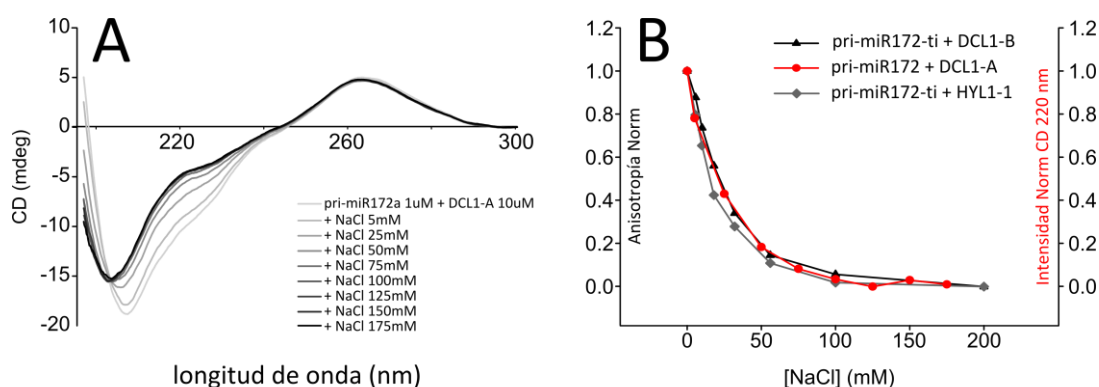 A
CD (mdeg)
10
5
0
-5
-10
-15
-20
220
260
300
pri-miR172a 1uM + DCL1-A 10uM
+ NaCl 5mM
+ NaCl 25mM
+ NaCl 50mM
+ NaCl 75mM
+ NaCl 100mM
+ NaCl 125mM
+ NaCl 150mM
+ NaCl 175mM
longitud de onda (nm)
B
Anisotropía Norm
1.2
1.0
0.8
0.6
0.4
0.2
0.0
pri-miR172-ti + DCL1-B
pri-miR172 + DCL1-A
pri-miR172-ti + HYL1-1
1.2
1.0
0.8
0.6
0.4
0.2
0.0
Intensidad Norm CD 220 nm
0
50
100
150
200
[NaCl] (mM)